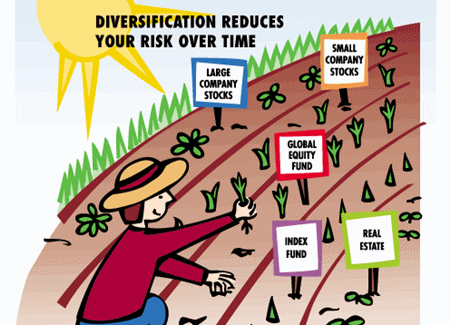 DIVERSIFICATION REDUCES
YOUR RISK OVER TIME
LARGE
COMPANY
STOCKS
SMALL
COMPANY
STOCKS
GLOBAL
EQUITY
FUND
INDEX
FUND
REAL
ESTATE